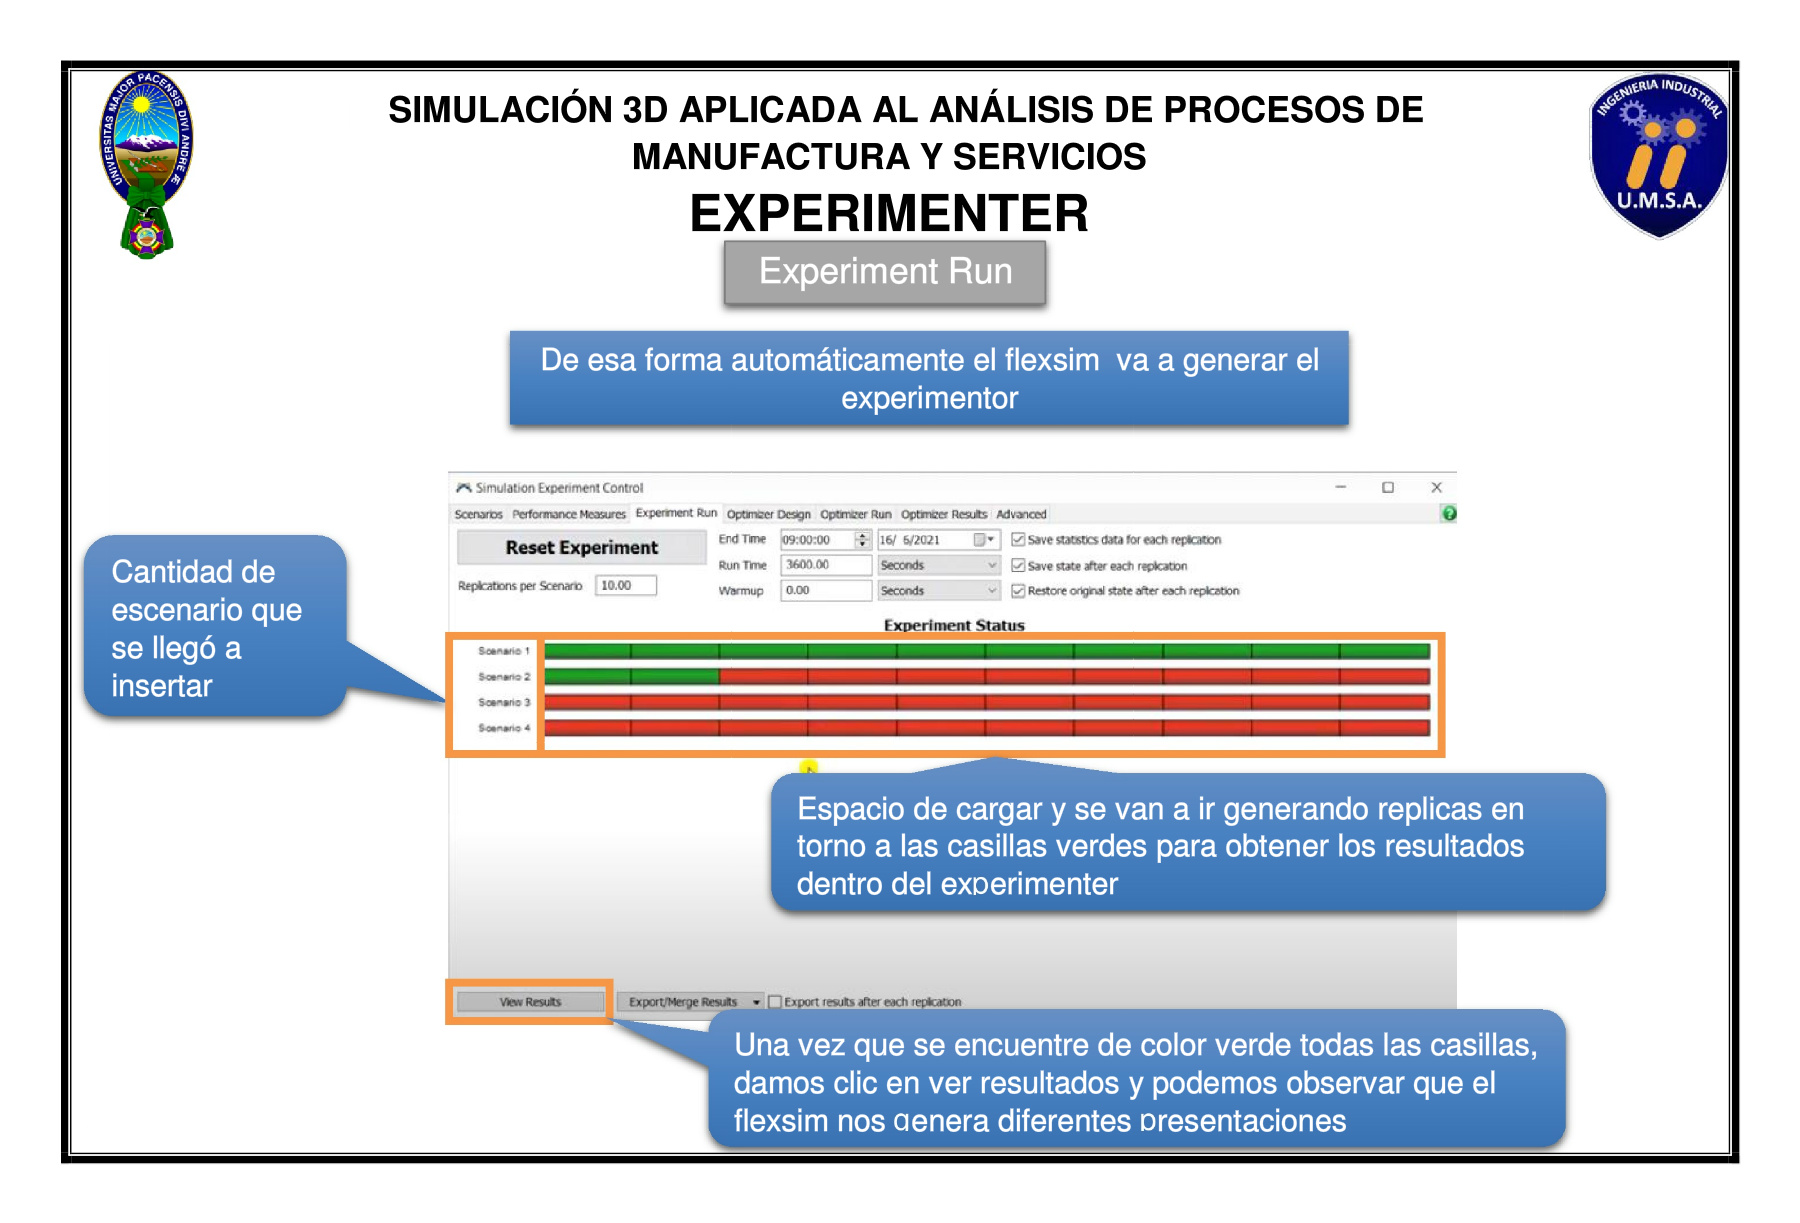 UNIVERSITAS MAJOR PACENSIS DIVI ANDRE Æ
SIMULACIÓN 3D APLICADA AL ANÁLISIS DE PROCESOS DE
MANUFACTURA Y SERVICIOS
EXPERIMENTER
INGENIERIA INDUSTRIAL
U.M.S.A.
Experiment Run
De esa forma automáticamente el flexsim va a generar el
experimentor
Simulation Experiment Control
Scenarios Performance Measures Experiment Run Optimizer Design Optimizer Run Optimizer Results Advanced
Reset Experiment
End Time 09:00:00 16/ 6/2021 Save statistics data for each replication
Run Time 3600.00 Seconds Save state after each replication
Replications per Scenario 10.00
Warmup 0.00 Seconds Restore original state after each replication
Experiment Status
Scenario 1
Scenario 2
Scenario 3
Scenario 4
Cantidad de
escenario que
se llegó a
insertar
Espacio de cargar y se van a ir generando replicas en
torno a las casillas verdes para obtener los resultados
dentro del experimenter
View Results Export/Merge Results Export results after each replication
Una vez que se encuentre de color verde todas las casillas,
damos clic en ver resultados y podemos observar que el
flexsim nos genera diferentes presentaciones